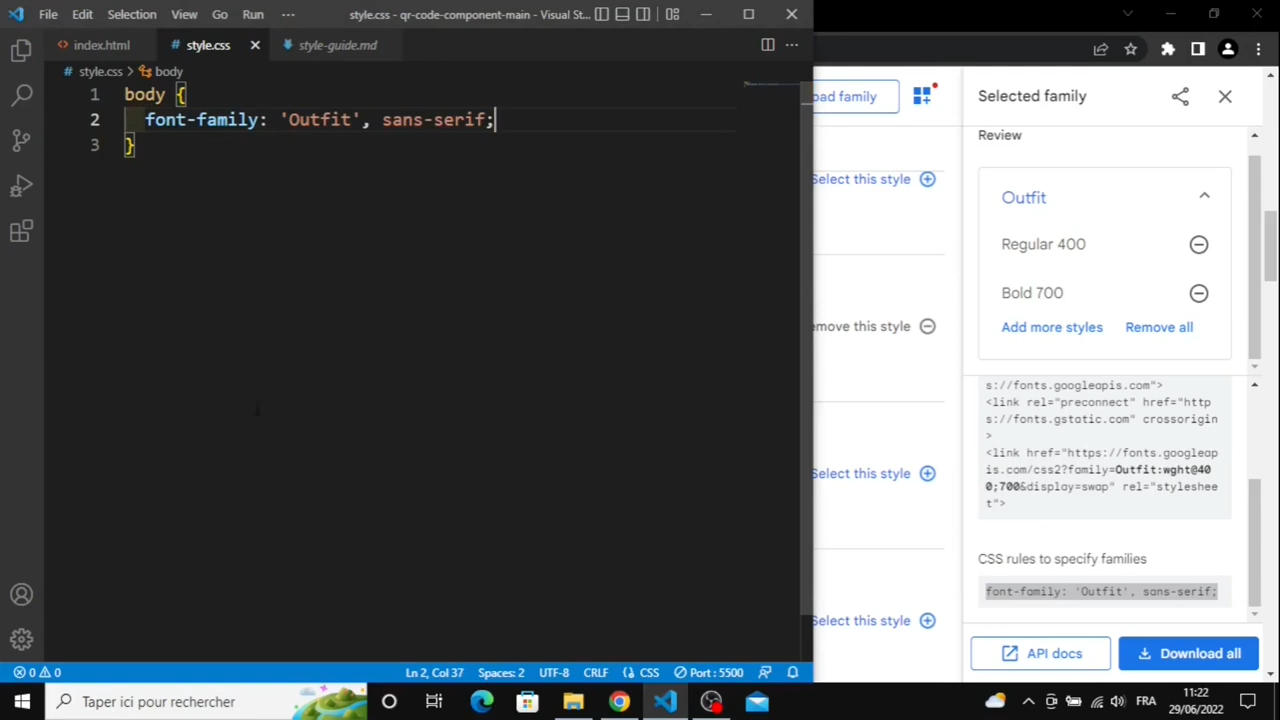 File Edit Selection View Go Run ··· style.css - qr-code-component-main - Visual St...
index.html style.css style-guide.md
style.css > body
1 body {
2 font-family: 'Outfit', sans-serif;
3 }
Ln 2, Col 37 Spaces: 2 UTF-8 CRLF CSS Port : 5500
0 0
oad family
Select this style
emove this style
Select this style
Select this style
Selected family
Review
Outfit
Regular 400
Bold 700
Add more styles Remove all
s://fonts.googleapis.com">
<link rel="preconnect" href="http
s://fonts.gstatic.com" crossorigin
>
<link href="https://fonts.googleap
is.com/css2?family=Outfit:wght@40
0;700&display=swap" rel="styleshee
t">
CSS rules to specify families
font-family: 'Outfit', sans-serif;
API docs Download all
Taper ici pour rechercher
FRA
11:22
29/06/2022